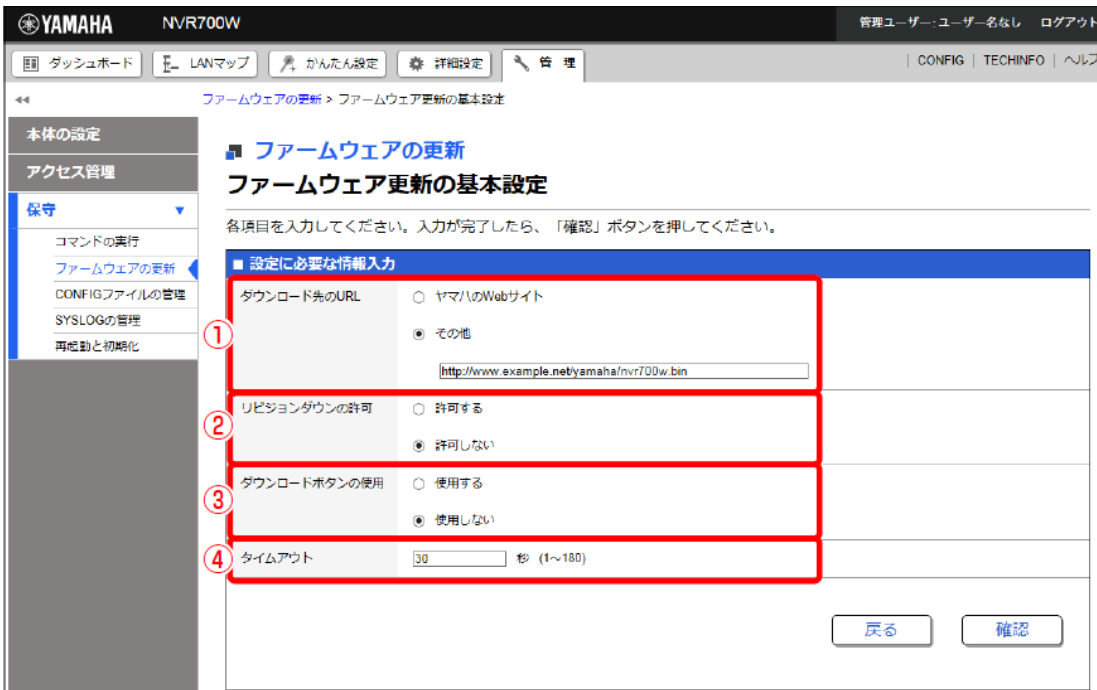 YAMAHA NVR700W 管理ユーザー:ユーザー名なし ログアウト
ダッシュボード LANマップ かんたん設定 詳細設定 管理 | CONFIG | TECHINFO | ヘルプ
ファームウェアの更新 > ファームウェア更新の基本設定
本体の設定
アクセス管理
保守
コマンドの実行
ファームウェアの更新
CONFIGファイルの管理
SYSLOGの管理
再起動と初期化
ファームウェアの更新
ファームウェア更新の基本設定
各項目を入力してください。入力が完了したら、「確認」ボタンを押してください。
■ 設定に必要な情報入力
① ダウンロード先のURL ヤマハのWebサイト
その他
http://www.example.net/yamaha/nvr700w.bin
② リビジョンダウンの許可 許可する
許可しない
③ ダウンロードボタンの使用 使用する
使用しない
④ タイムアウト 30 秒 (1~180)
戻る 確認